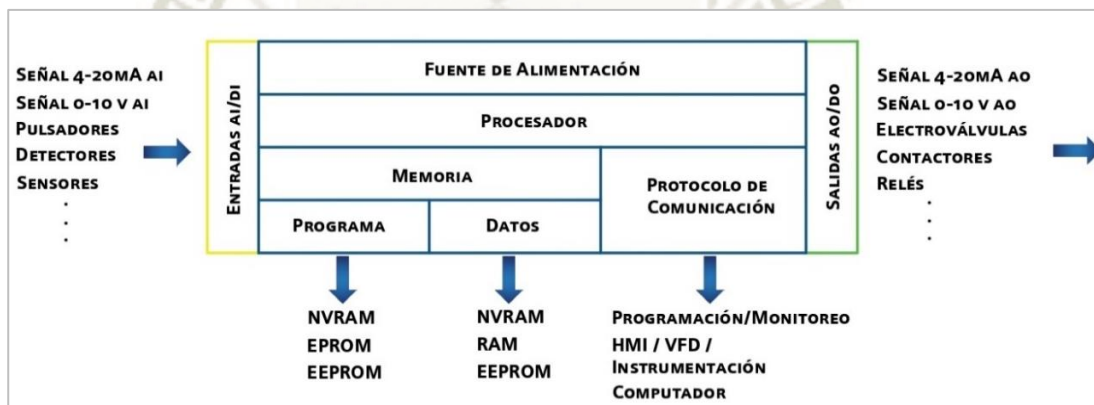 SEÑAL 4-20MA AI
SEÑAL 0-10 V AI
PULSADORES
DETECTORES
SENSORES
ENTRADAS AI/DI
FUENTE DE ALIMENTACIÓN
PROCESADOR
MEMORIA
PROGRAMA
DATOS
PROTOCOLO DE
COMUNICACIÓN
SALIDAS AO/DO
SEÑAL 4-20MA AO
SEÑAL 0-10 V AO
ELECTROVÁLVULAS
CONTACTORES
RELÉS
NVRAM
EPROM
EEPROM
NVRAM
RAM
EEPROM
PROGRAMACIÓN/MONITOREO
HMI / VFD /
INSTRUMENTACIÓN
COMPUTADOR